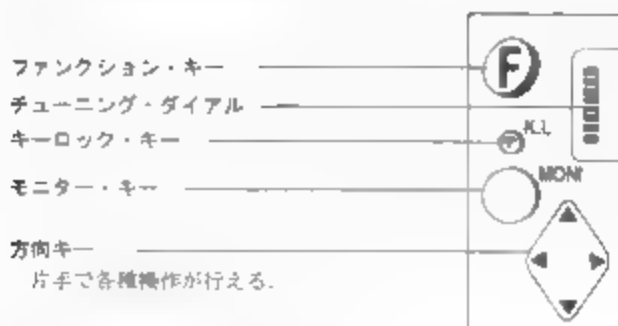 ファンクション・キー
F
チューニング・ダイアル
キーロック・キー
K.L
モニター・キー
MONI
方向キー
片手で各種操作が行える.